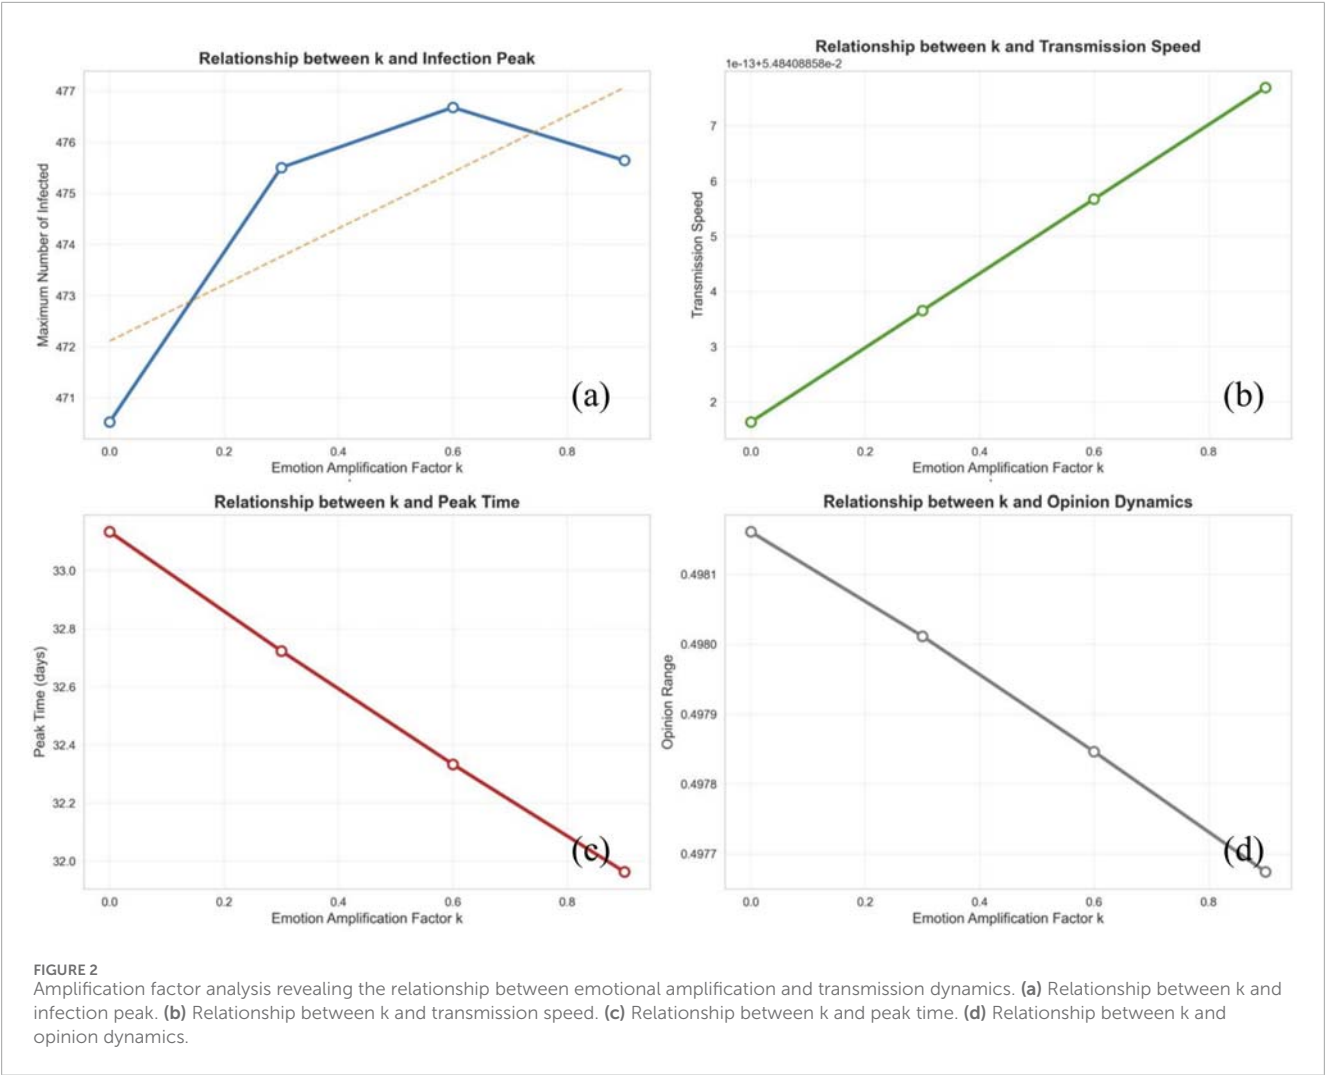 Relationship between k and Infection Peak
477
476
475
474
473
472
471
Maximum Number of Infected
(a)
0.0 0.2 0.4 0.6 0.8
Emotion Amplification Factor k
Relationship between k and Transmission Speed
1e-13+5.48408858e-2
7
6
5
4
3
2
Transmission Speed
(b)
0.0 0.2 0.4 0.6 0.8
Emotion Amplification Factor k
Relationship between k and Peak Time
33.0
32.8
32.6
32.4
32.2
32.0
Peak Time (days)
(c)
0.0 0.2 0.4 0.6 0.8
Emotion Amplification Factor k
Relationship between k and Opinion Dynamics
0.4981
0.4980
0.4979
0.4978
0.4977
Opinion Range
(d)
0.0 0.2 0.4 0.6 0.8
Emotion Amplification Factor k
FIGURE 2
Amplification factor analysis revealing the relationship between emotional amplification and transmission dynamics. (a) Relationship between k and
infection peak. (b) Relationship between k and transmission speed. (c) Relationship between k and peak time. (d) Relationship between k and
opinion dynamics.